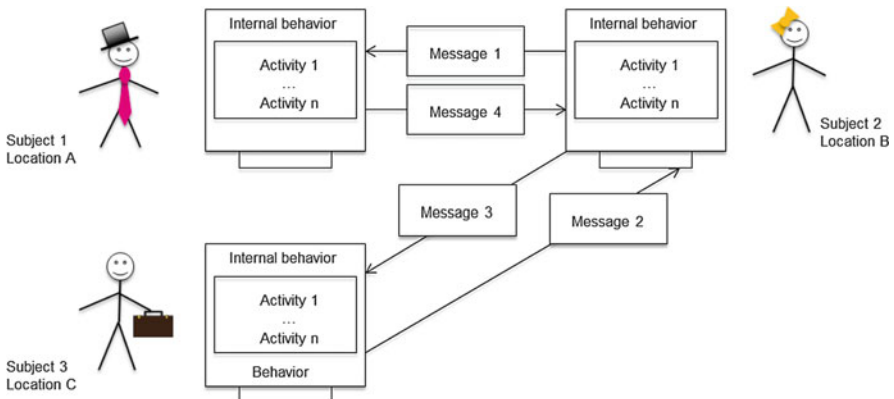 Internal behavior
Activity 1
...
Activity n
Message 1
Message 4
Internal behavior
Activity 1
...
Activity n
Subject 1
Location A
Subject 2
Location B
Message 3
Message 2
Internal behavior
Activity 1
...
Activity n
Behavior
Subject 3
Location C